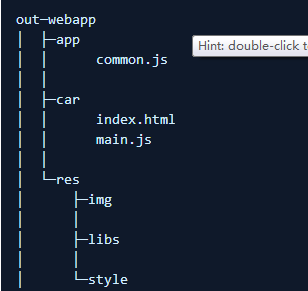 out-webapp
├─app
Hint: double-click t
common.js
├─car
index.html
main.js
└─res
├─img
├─libs
└─style